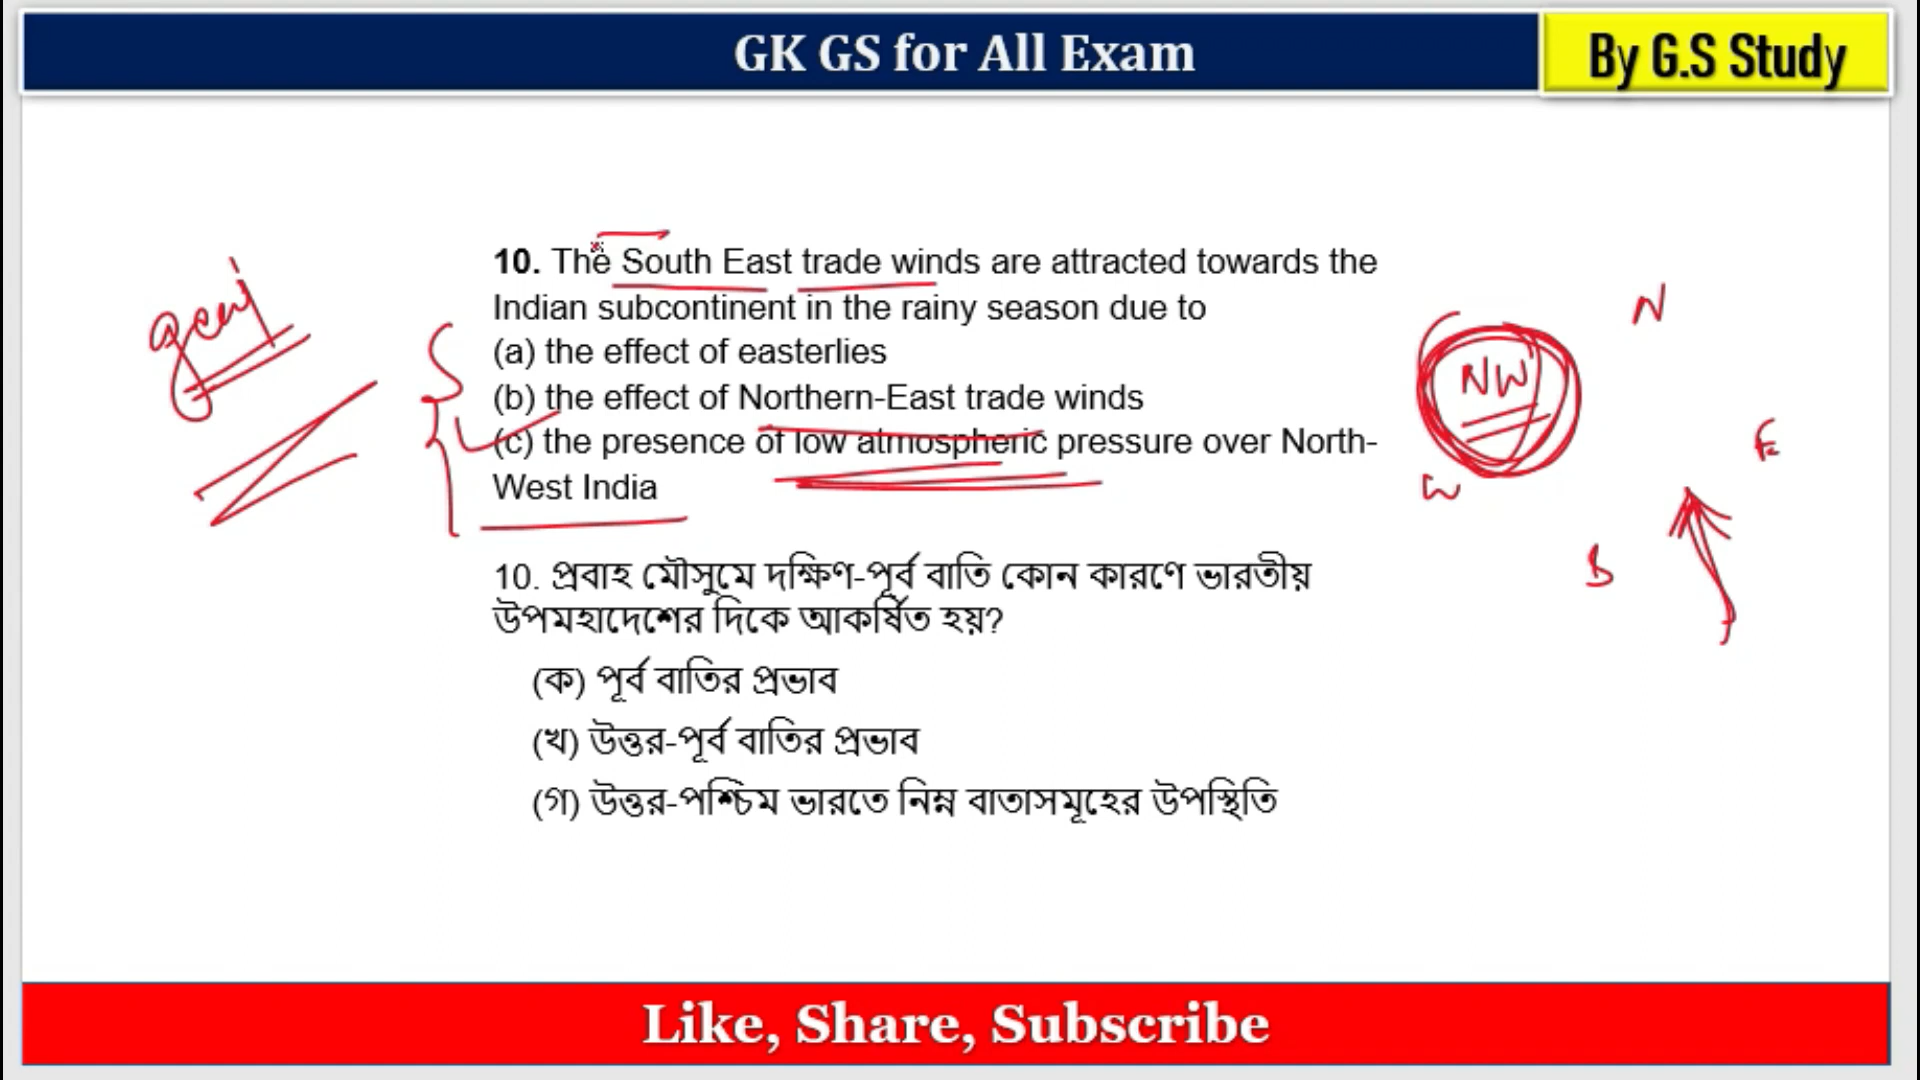 GK GS for All Exam
By G.S Study
10. The South East trade winds are attracted towards the
Indian subcontinent in the rainy season due to
(a) the effect of easterlies
(b) the effect of Northern-East trade winds
(c) the presence of low atmospheric pressure over North-
West India
N
NW
E
W
10. প্রবাহ মৌসুমে দক্ষিণ-পূর্ব বাতি কোন কারণে ভারতীয়
উপমহাদেশের দিকে আকর্ষিত হয়?
(ক) পূর্ব বাতির প্রভাব
(খ) উত্তর-পূর্ব বাতির প্রভাব
(গ) উত্তর-পশ্চিম ভারতে নিম্ন বাতাসমূহের উপস্থিতি
Like, Share, Subscribe